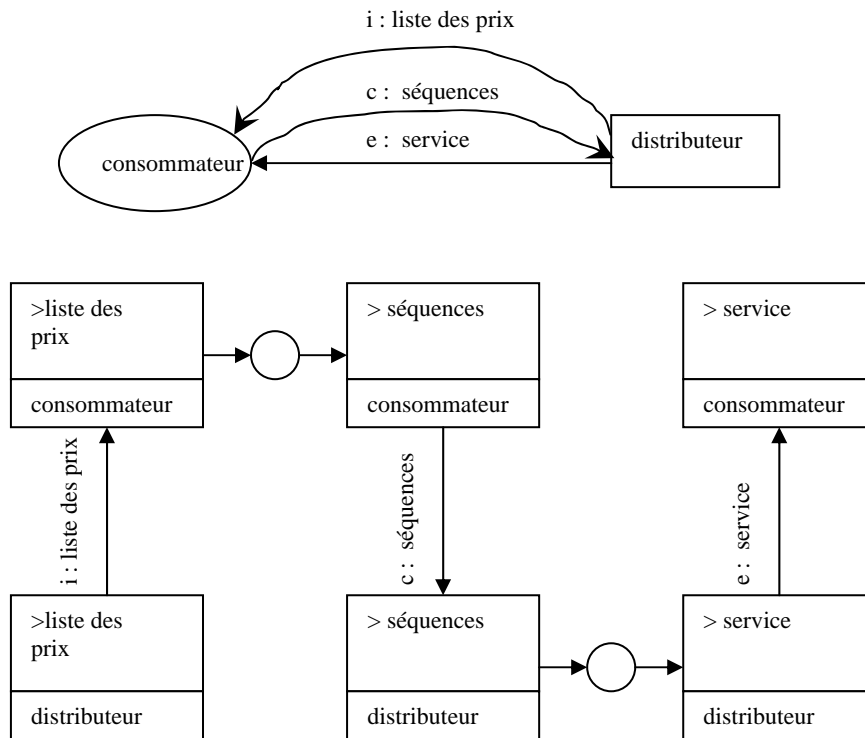 i : liste des prix
c :  séquences
e :  service
consommateur
distributeur
>liste des
prix
consommateur
> séquences
consommateur
> service
consommateur
i : liste des prix
c :  séquences
e :  service
>liste des
prix
distributeur
> séquences
distributeur
> service
distributeur